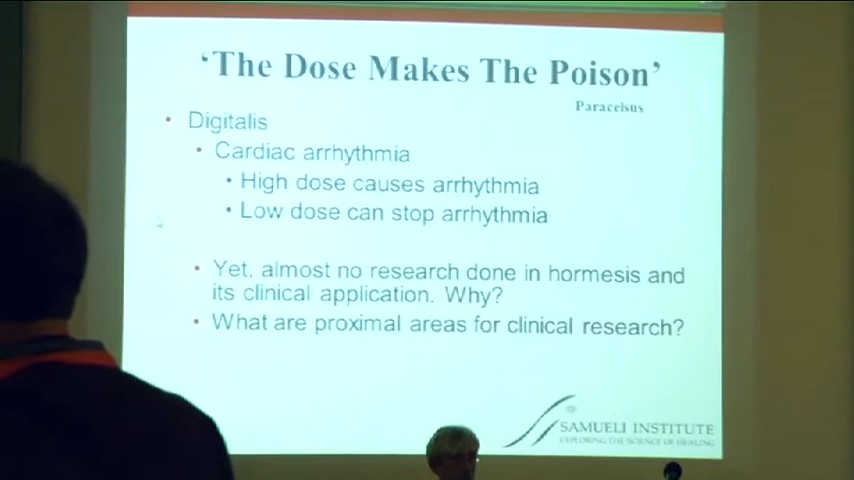 ‘The Dose Makes The Poison’
Paracelsus
• Digitalis
• Cardiac arrhythmia
• High dose causes arrhythmia
• Low dose can stop arrhythmia
• Yet, almost no research done in hormesis and
its clinical application. Why?
• What are proximal areas for clinical research?
SAMUELI INSTITUTE
EXPLORING THE SCIENCE OF HEALING